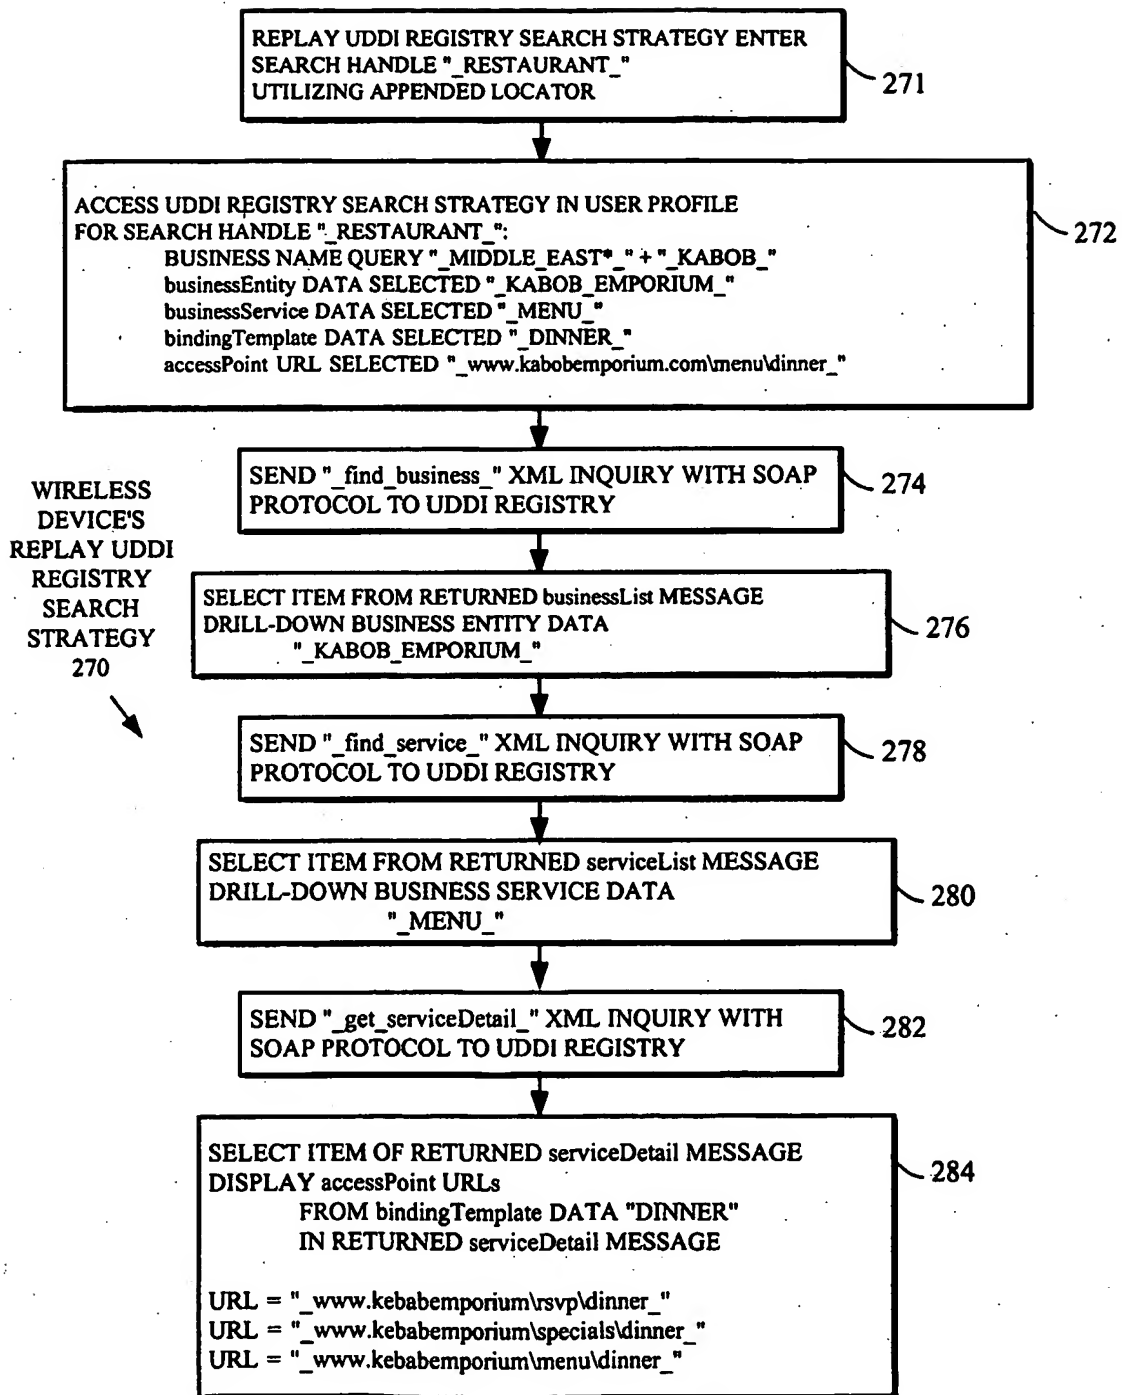 REPLAY UDDI REGISTRY SEARCH STRATEGY ENTER
SEARCH HANDLE "_RESTAURANT_"
UTILIZING APPENDED LOCATOR
271
ACCESS UDDI REGISTRY SEARCH STRATEGY IN USER PROFILE
FOR SEARCH HANDLE "_RESTAURANT_":
BUSINESS NAME QUERY "_MIDDLE_EAST*_" + "_KABOB_"
businessEntity DATA SELECTED "_KABOB_EMPORIUM_"
businessService DATA SELECTED "_MENU_"
bindingTemplate DATA SELECTED "_DINNER_"
accessPoint URL SELECTED "_www.kabobemporium.com\menu\dinner_"
272
SEND "_find_business_" XML INQUIRY WITH SOAP
PROTOCOL TO UDDI REGISTRY
274
WIRELESS
DEVICE'S
REPLAY UDDI
REGISTRY
SEARCH
STRATEGY
270
SELECT ITEM FROM RETURNED businessList MESSAGE
DRILL-DOWN BUSINESS ENTITY DATA
"_KABOB_EMPORIUM_"
276
SEND "_find_service_" XML INQUIRY WITH SOAP
PROTOCOL TO UDDI REGISTRY
278
SELECT ITEM FROM RETURNED serviceList MESSAGE
DRILL-DOWN BUSINESS SERVICE DATA
"_MENU_"
280
SEND "_get_serviceDetail_" XML INQUIRY WITH
SOAP PROTOCOL TO UDDI REGISTRY
282
SELECT ITEM OF RETURNED serviceDetail MESSAGE
DISPLAY accessPoint URLs
FROM bindingTemplate DATA "DINNER"
IN RETURNED serviceDetail MESSAGE
URL = "_www.kebabemporium\rsvp\dinner_"
URL = "_www.kebabemporium\specials\dinner_"
URL = "_www.kebabemporium\menu\dinner_"
284